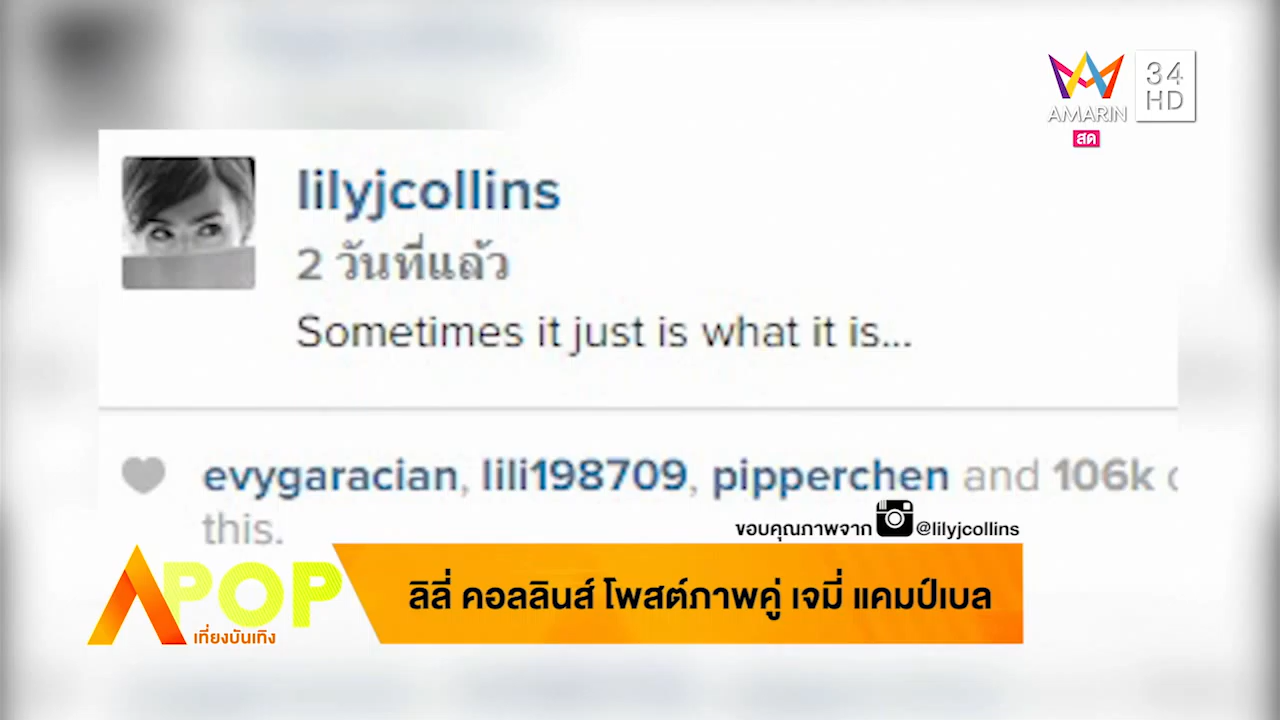 AMARIN
34
HD
สด
lilyjcollins
2 วันที่แล้ว
Sometimes it just is what it is...
evygaracian, lili198709, pipperchen and 106k
this.
ขอบคุณภาพจาก @lilyjcollins
APOP
เที่ยงบันเทิง
ลิลี่ คอลลินส์ โพสต์ภาพคู่ เจมี่ แคมป์เบล